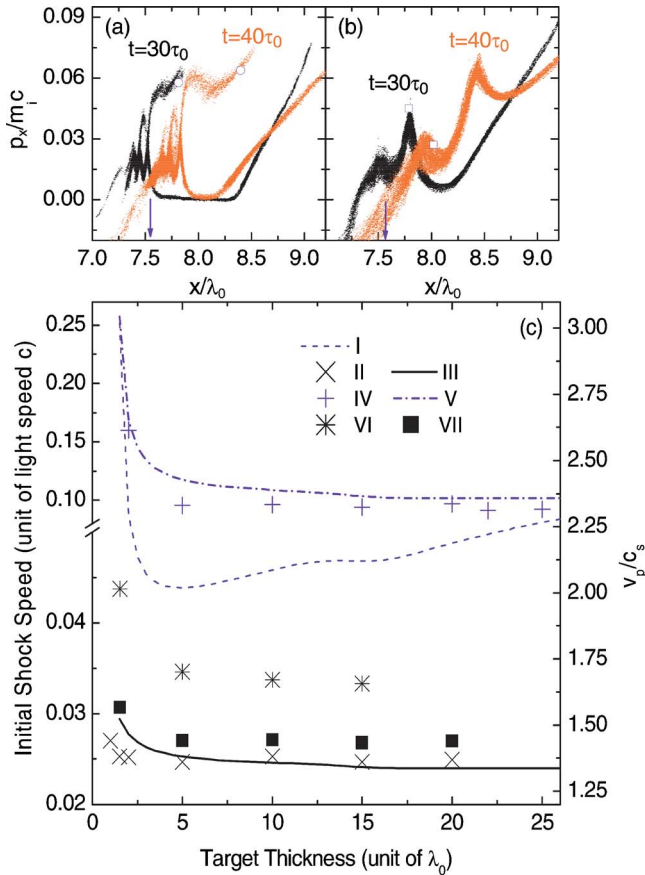 (a)
t=40τ₀
t=30τ₀
(b)
t=40τ₀
t=30τ₀
pₓ/mᵢc
0.09
0.06
0.03
0.00
7.0 7.5 8.0 8.5 9.0
7.5 8.0 8.5 9.0
x/λ₀
x/λ₀
(c)
I
II III
IV V
VI VII
Initial Shock Speed (unit of light speed c)
0.25
0.20
0.15
0.10
0.04
0.03
0.02
3.00
2.75
2.50
2.25
2.00
1.75
1.50
1.25
v_p/c_s
0 5 10 15 20 25
Target Thickness (unit of λ₀)